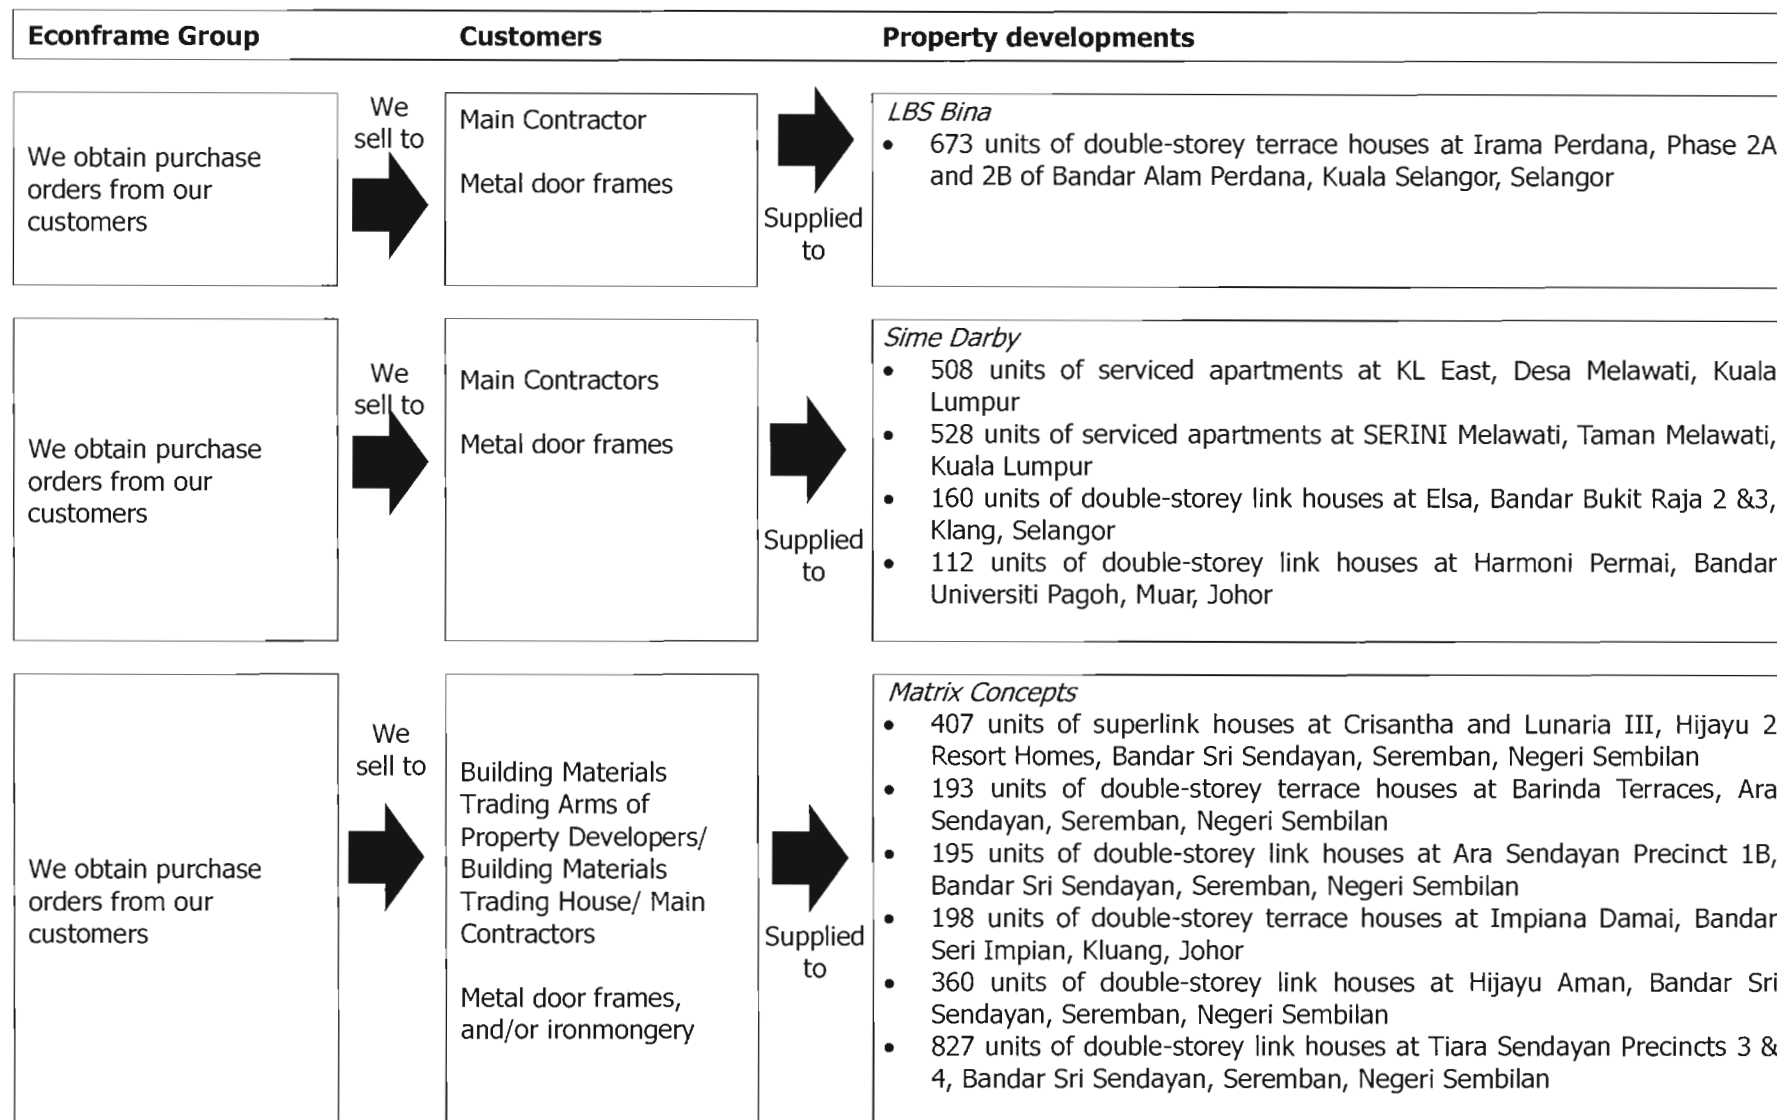 Econframe Group Customers Property developments
We obtain purchase
orders from our
customers
We
sell to
Main Contractor
Metal door frames
Supplied
to
LBS Bina
• 673 units of double-storey terrace houses at Irama Perdana, Phase 2A
and 2B of Bandar Alam Perdana, Kuala Selangor, Selangor
We obtain purchase
orders from our
customers
We
sell to
Main Contractors
Metal door frames
Supplied
to
Sime Darby
• 508 units of serviced apartments at KL East, Desa Melawati, Kuala
Lumpur
• 528 units of serviced apartments at SERINI Melawati, Taman Melawati,
Kuala Lumpur
• 160 units of double-storey link houses at Elsa, Bandar Bukit Raja 2 &3,
Klang, Selangor
• 112 units of double-storey link houses at Harmoni Permai, Bandar
Universiti Pagoh, Muar, Johor
We obtain purchase
orders from our
customers
We
sell to
Building Materials
Trading Arms of
Property Developers/
Building Materials
Trading House/ Main
Contractors
Metal door frames,
and/or ironmongery
Supplied
to
Matrix Concepts
• 407 units of superlink houses at Crisantha and Lunaria III, Hijayu 2
Resort Homes, Bandar Sri Sendayan, Seremban, Negeri Sembilan
• 193 units of double-storey terrace houses at Barinda Terraces, Ara
Sendayan, Seremban, Negeri Sembilan
• 195 units of double-storey link houses at Ara Sendayan Precinct 1B,
Bandar Sri Sendayan, Seremban, Negeri Sembilan
• 198 units of double-storey terrace houses at Impiana Damai, Bandar
Seri Impian, Kluang, Johor
• 360 units of double-storey link houses at Hijayu Aman, Bandar Sri
Sendayan, Seremban, Negeri Sembilan
• 827 units of double-storey link houses at Tiara Sendayan Precincts 3 &
4, Bandar Sri Sendayan, Seremban, Negeri Sembilan